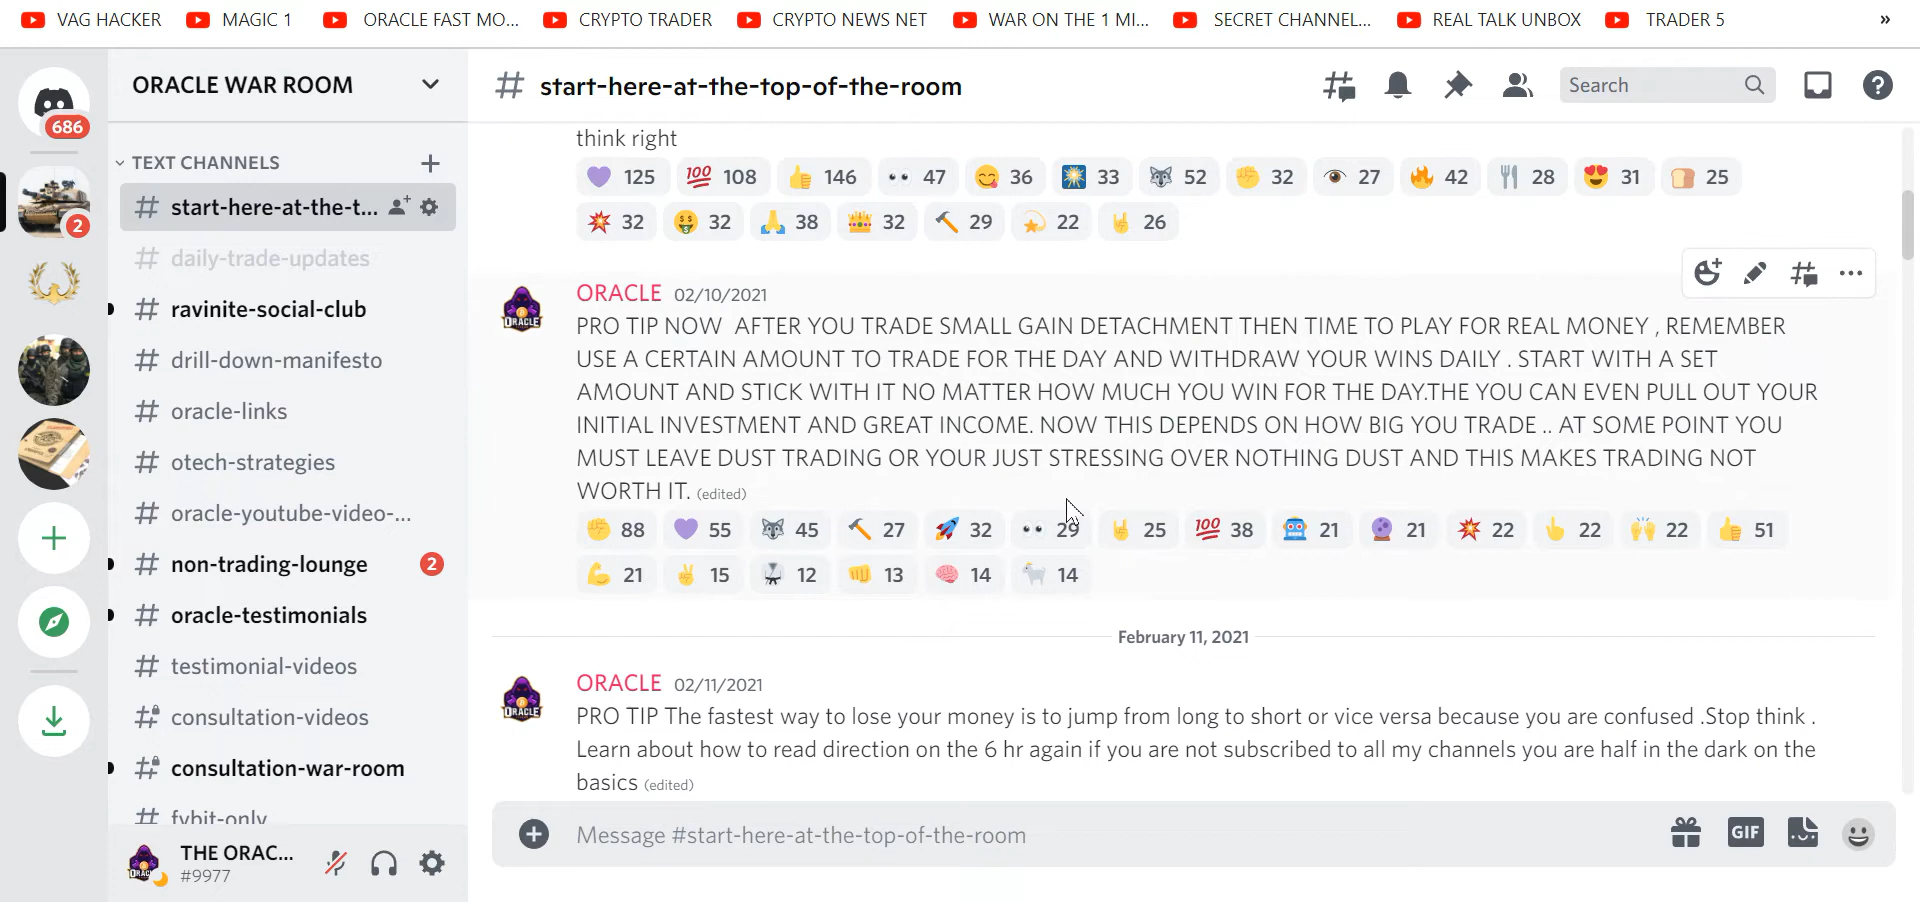 VAG HACKER MAGIC 1 ORACLE FAST MO... CRYPTO TRADER CRYPTO NEWS NET WAR ON THE 1 MI... SECRET CHANNEL... REAL TALK UNBOX TRADER 5 »
686
2
ORACLE WAR ROOM
TEXT CHANNELS
start-here-at-the-t...
daily-trade-updates
ravinite-social-club
drill-down-manifesto
oracle-links
otech-strategies
oracle-youtube-video-...
non-trading-lounge 2
oracle-testimonials
testimonial-videos
consultation-videos
consultation-war-room
fybit-only
THE ORAC...
#9977
# start-here-at-the-top-of-the-room
Search
think right
125 108 146 47 36 33 52 32 27 42 28 31 25
32 32 38 32 29 22 26
ORACLE 02/10/2021
PRO TIP NOW AFTER YOU TRADE SMALL GAIN DETACHMENT THEN TIME TO PLAY FOR REAL MONEY , REMEMBER
USE A CERTAIN AMOUNT TO TRADE FOR THE DAY AND WITHDRAW YOUR WINS DAILY . START WITH A SET
AMOUNT AND STICK WITH IT NO MATTER HOW MUCH YOU WIN FOR THE DAY.THE YOU CAN EVEN PULL OUT YOUR
INITIAL INVESTMENT AND GREAT INCOME. NOW THIS DEPENDS ON HOW BIG YOU TRADE .. AT SOME POINT YOU
MUST LEAVE DUST TRADING OR YOUR JUST STRESSING OVER NOTHING DUST AND THIS MAKES TRADING NOT
WORTH IT. (edited)
88 55 45 27 32 29 25 38 21 21 22 22 22 51
21 15 12 13 14 14
February 11, 2021
ORACLE 02/11/2021
PRO TIP The fastest way to lose your money is to jump from long to short or vice versa because you are confused .Stop think .
Learn about how to read direction on the 6 hr again if you are not subscribed to all my channels you are half in the dark on the
basics (edited)
Message #start-here-at-the-top-of-the-room
GIF